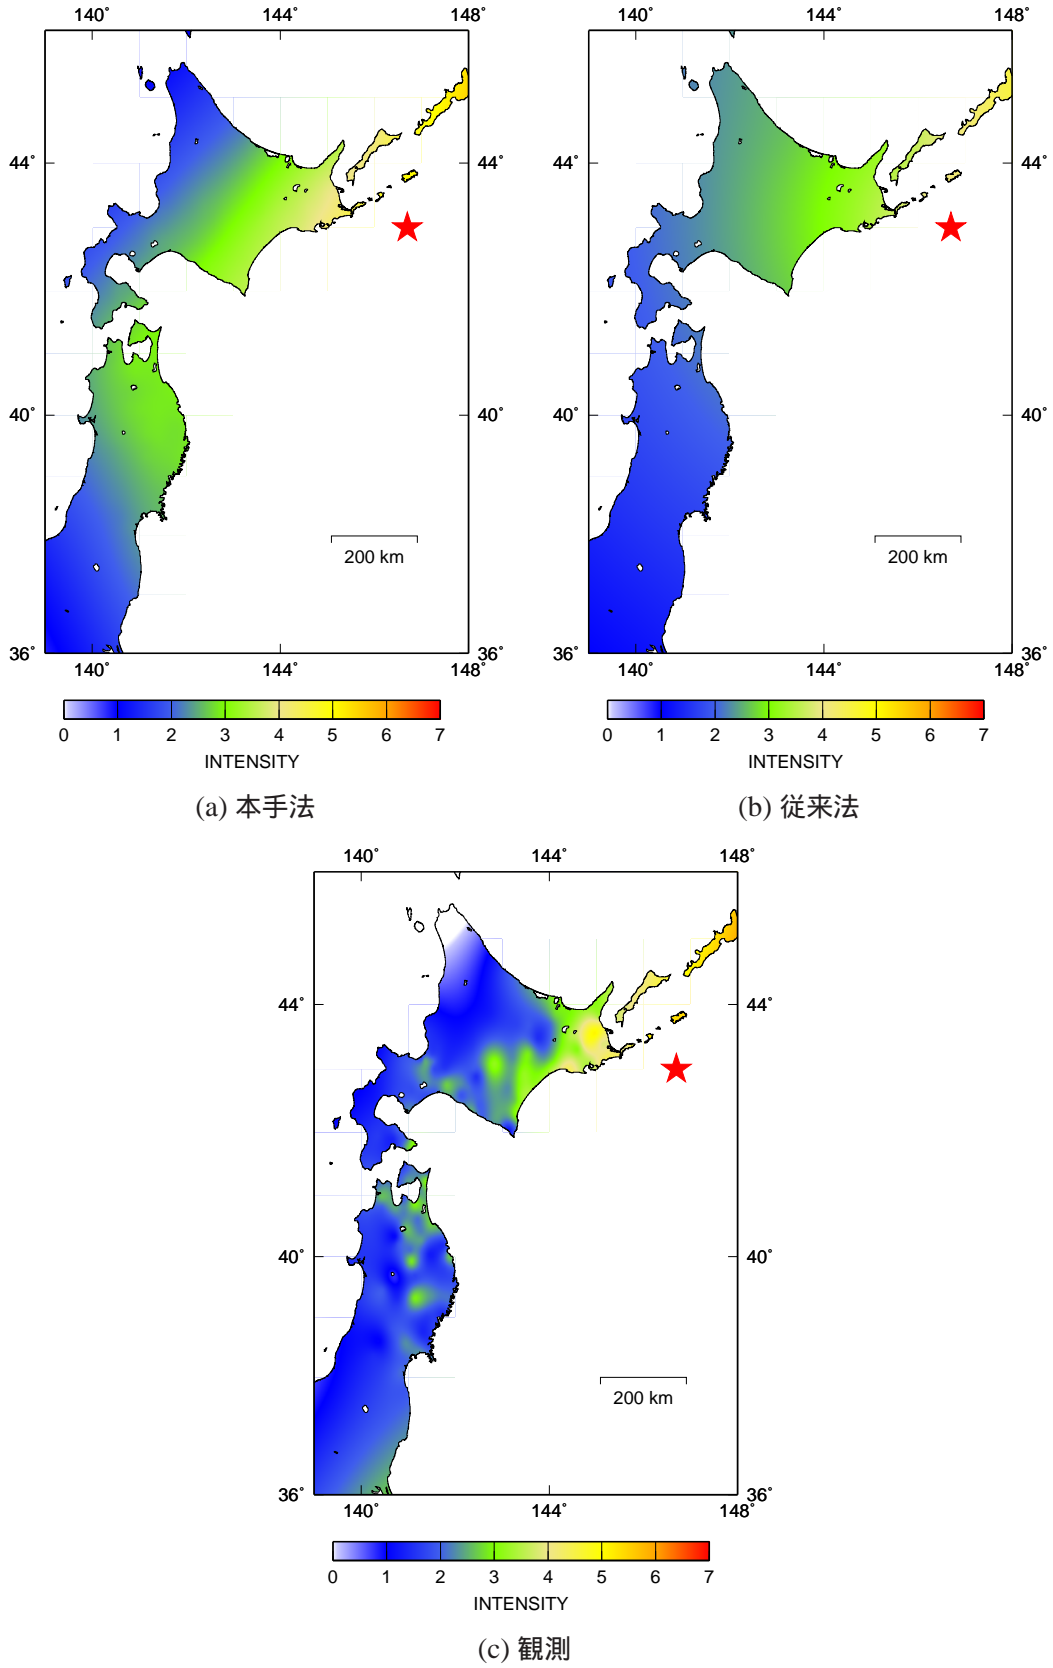 140° 144° 148° 140° 144° 148°
44° 44° 44°
40° 40° 40°
200 km 200 km
36° 36° 36°
140° 144° 148° 140° 144° 148°
0 1 2 3 4 5 6 7 0 1 2 3 4 5 6 7
INTENSITY INTENSITY
(a) 本手法 (b) 従来法
140° 144° 148°
44° 44°
40° 40°
200 km
36° 36°
140° 144° 148°
0 1 2 3 4 5 6 7
INTENSITY
(c) 観測